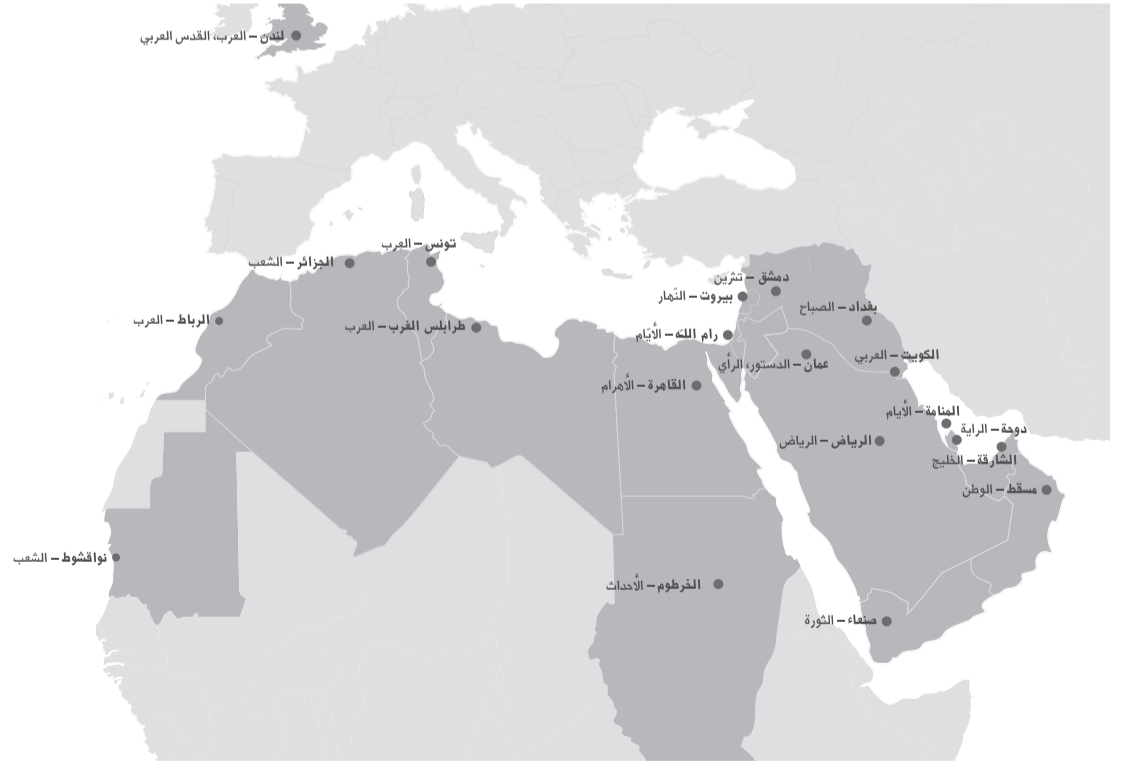 لندن – العرب، القدس العربي
تونس – العرب
الجزائر – الشعب
دمشق – تشرين
بيروت – النّهار
بغداد – الصباح
الرباط – العرب
طرابلس الغرب – العرب
رام اللـه – الأيّام
الكويت – العربي
عمان – الدستور، الرأي
القاهرة – الأهرام
المنامة – الأيام
دوحة – الراية
الرياض – الرياض
الشارقة – الخليج
مسقط – الوطن
نواقشوط – الشعب
الخرطوم – الأحداث
صنعاء – الثورة